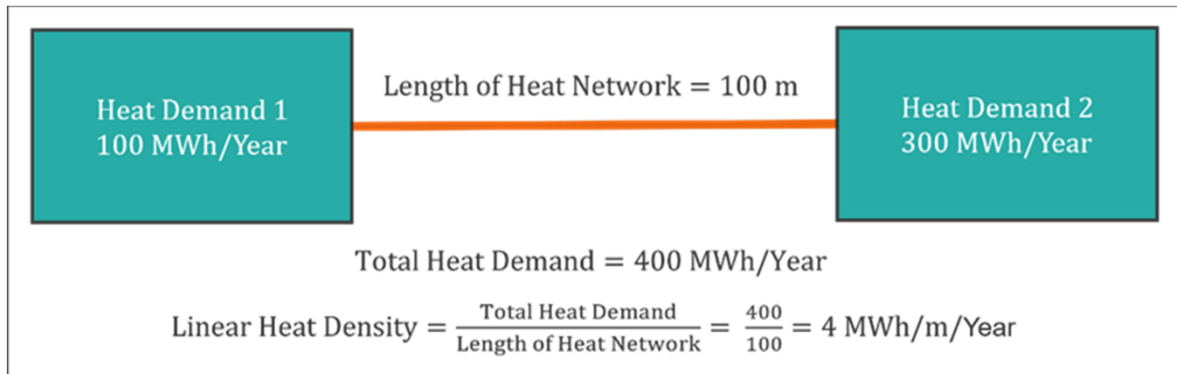 Heat Demand 1
100 MWh/Year
Length of Heat Network = 100 m
Heat Demand 2
300 MWh/Year
Total Heat Demand = 400 MWh/Year
Linear Heat Density = Total Heat Demand / Length of Heat Network = 400 / 100 = 4 MWh/m/Year